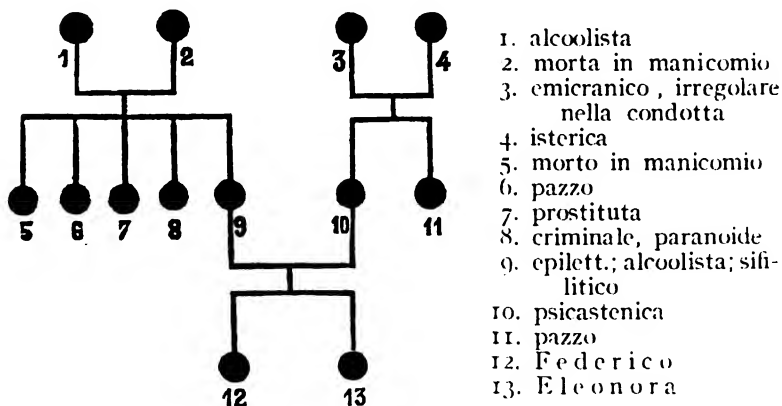 1 2 3 4
5 6 7 8 9 10 11
12 13
1. alcoolista
2. morta in manicomio
3. emicranico , irregolare
nella condotta
4. isterica
5. morto in manicomio
6. pazzo
7. prostituta
8. criminale, paranoide
9. epilett.; alcoolista; sifi-
litico
10. psicastenica
11. pazzo
12. Federico
13. Eleonora